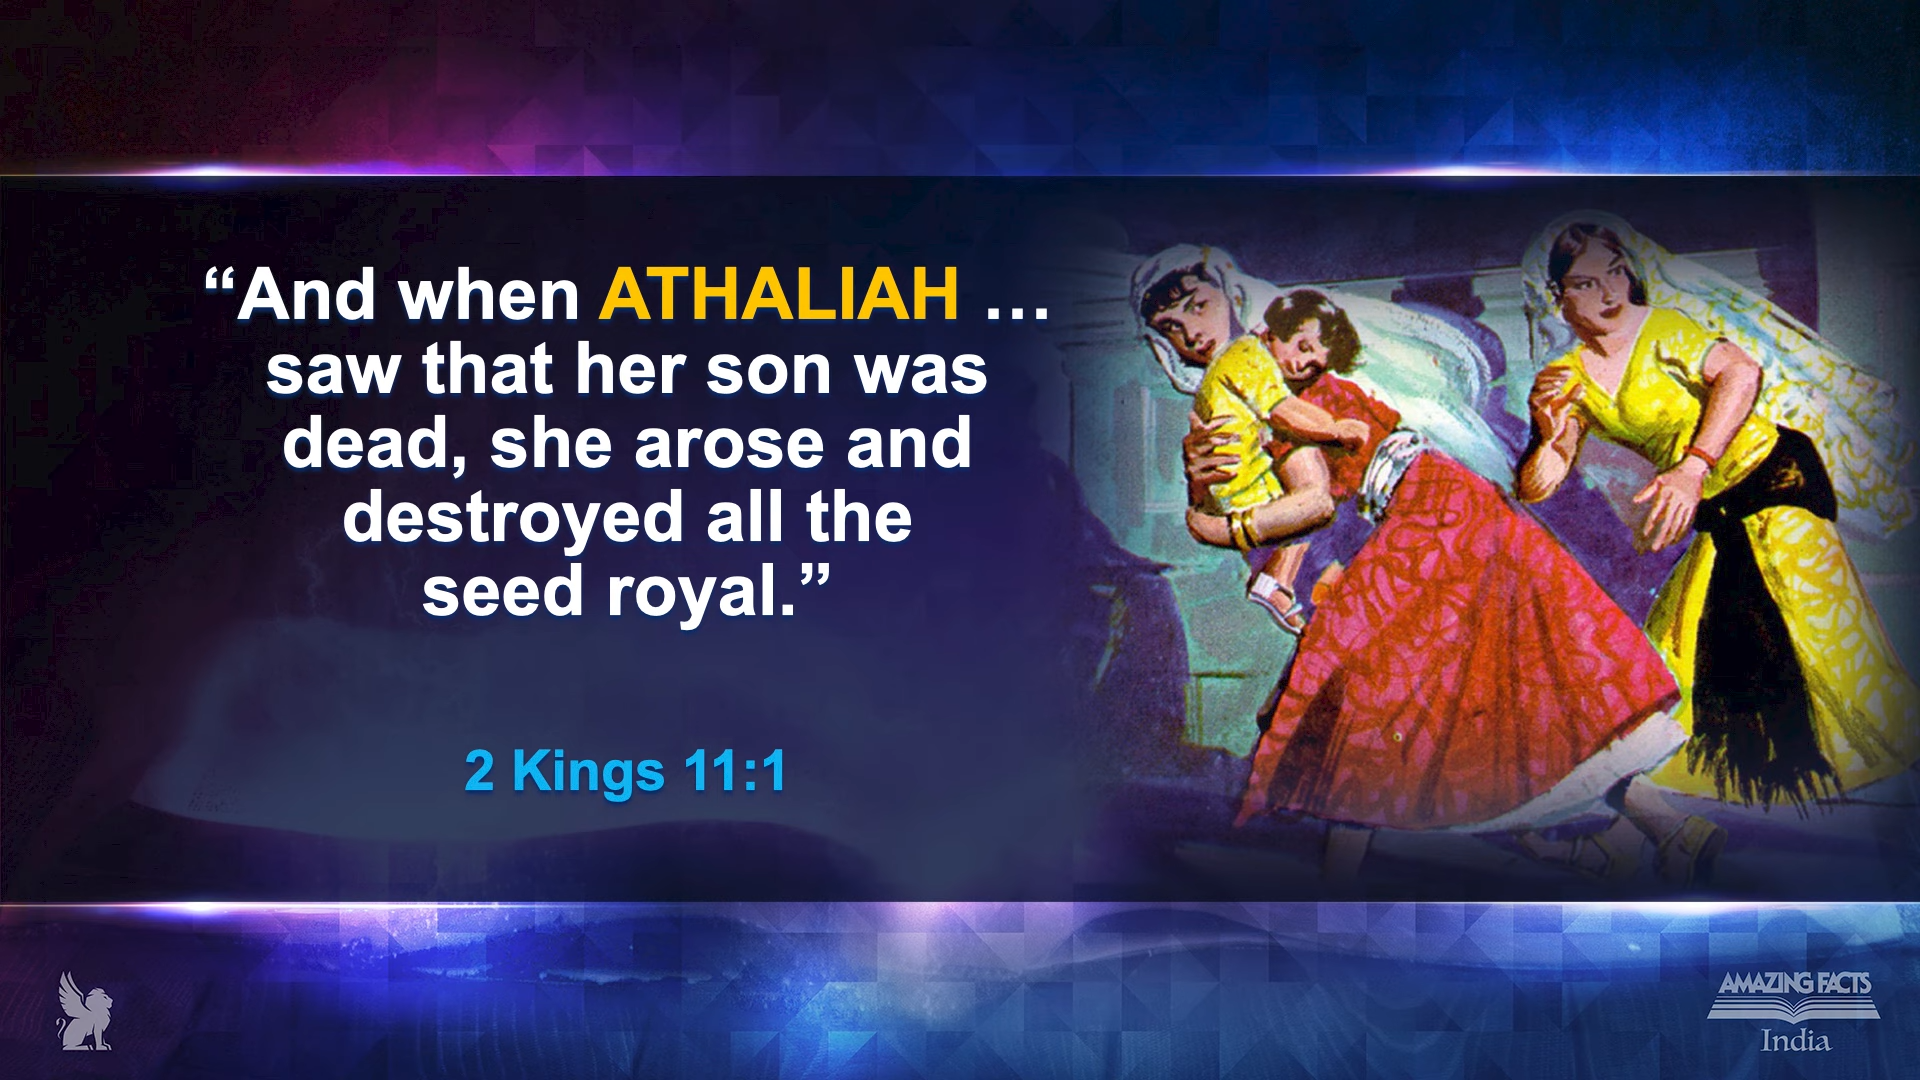 “And when ATHALIAH …
saw that her son was
dead, she arose and
destroyed all the
seed royal.”
2 Kings 11:1
AMAZING FACTS
India